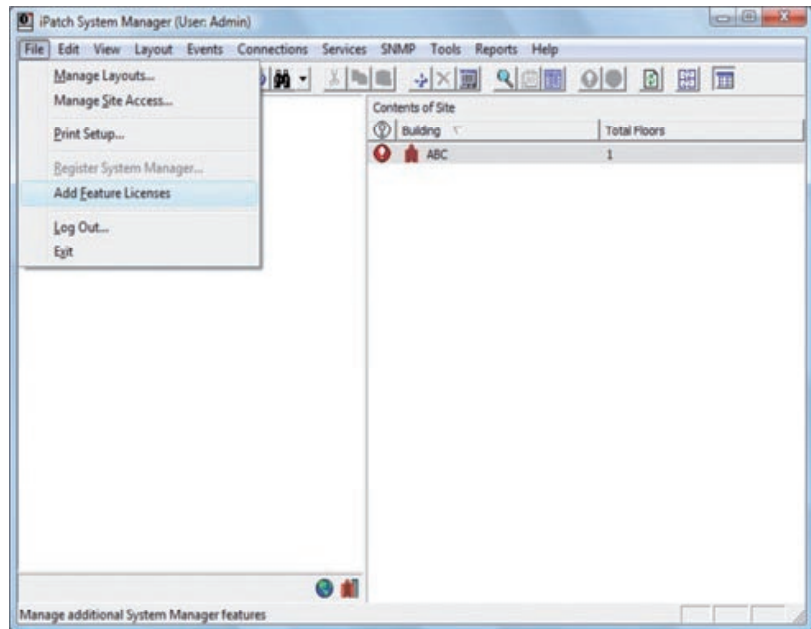 iPatch System Manager (User: Admin)
File Edit View Layout Events Connections Services SNMP Tools Reports Help
Manage Layouts...
Manage Site Access...
Print Setup...
Register System Manager...
Add Feature Licenses
Log Out...
Exit
Contents of Site
Building Total Floors
ABC 1
Manage additional System Manager features